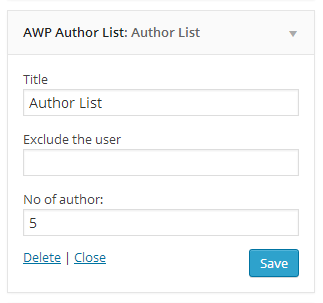 AWP Author List: Author List
Title
Author List
Exclude the user
No of author:
5
Delete | Close
Save